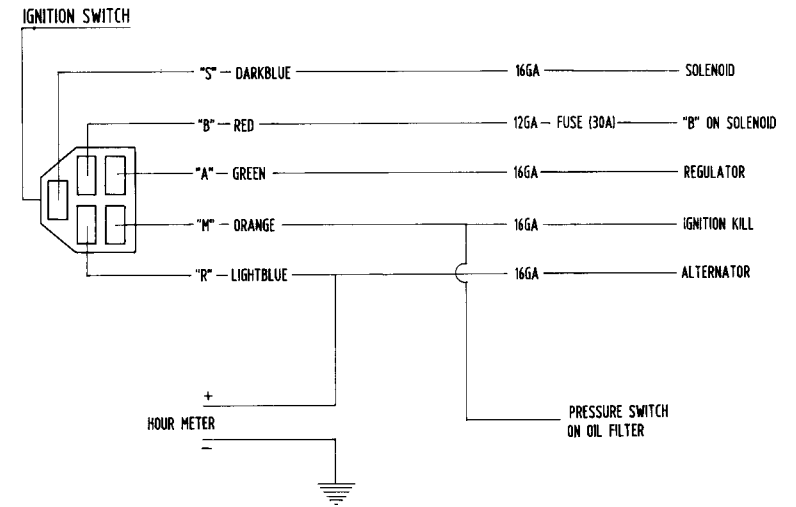 IGNITION SWITCH
"S" — DARKBLUE 16GA SOLENOID
"B" — RED 12GA — FUSE (30A) "B" ON SOLENOID
"A" — GREEN 16GA REGULATOR
"M" — ORANGE 16GA IGNITION KILL
"R" — LIGHTBLUE 16GA ALTERNATOR
+
HOUR METER
−
PRESSURE SWITCH
ON OIL FILTER